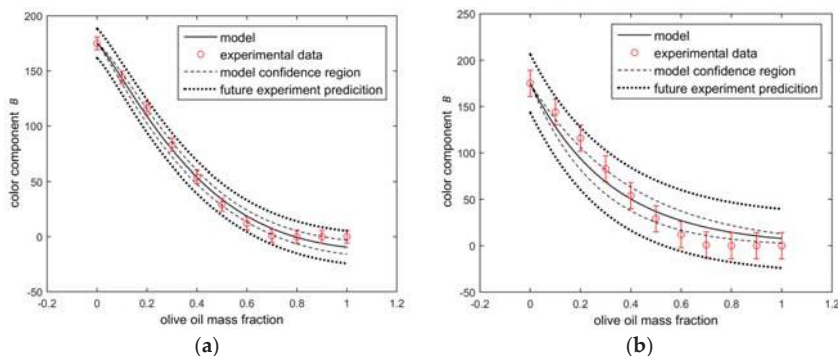 200
150
100
50
0
-50
-0.2 0 0.2 0.4 0.6 0.8 1 1.2
color component B
olive oil mass fraction
model
experimental data
model confidence region
future experiment predicition
(a)
250
200
150
100
50
0
-50
-0.2 0 0.2 0.4 0.6 0.8 1 1.2
color component B
olive oil mass fraction
model
experimental data
model confidence region
future experiment predicition
(b)